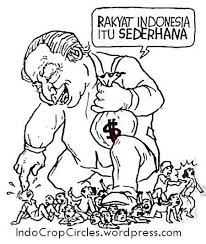 RAKYAT INDONESIA
ITU SEDERHANA
$
IndoCropCircles.wordpress.com